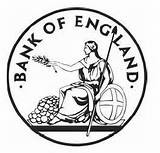 · BANK OF ENGLAND ·